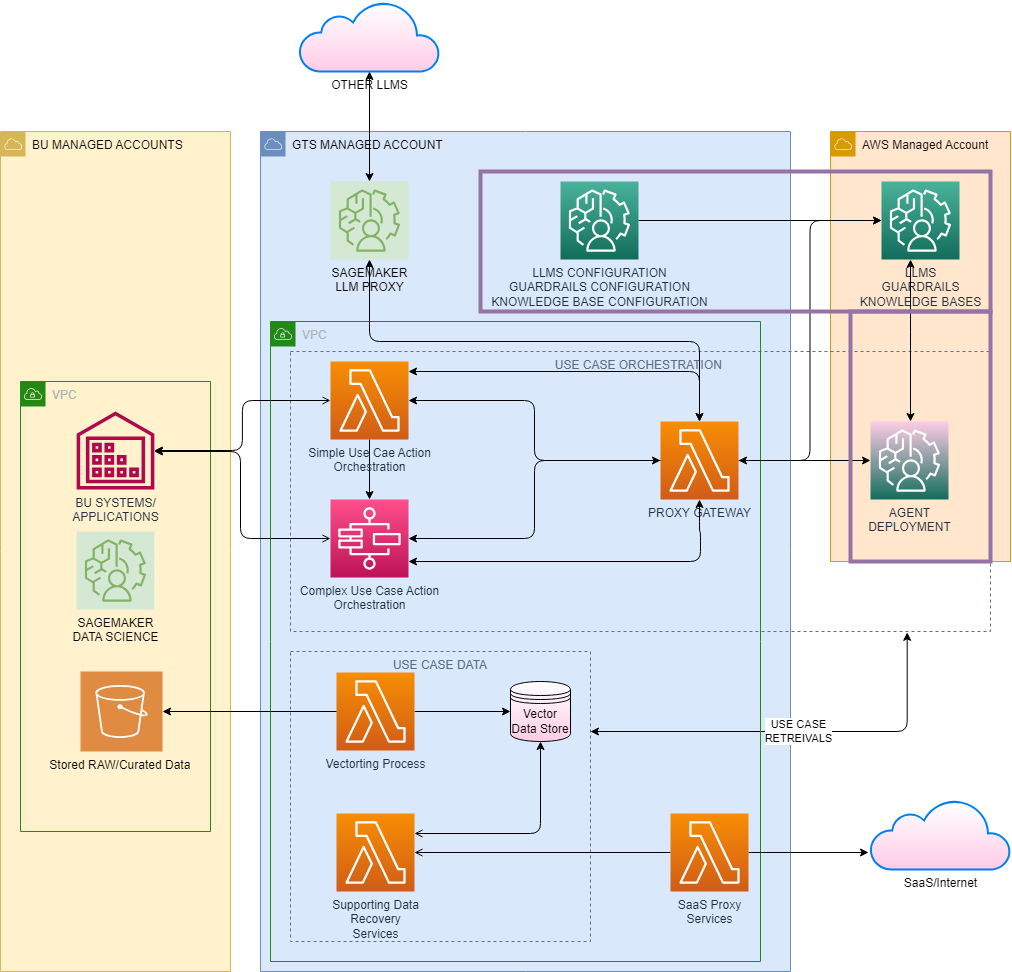 OTHER LLMS
BU MANAGED ACCOUNTS
GTS MANAGED ACCOUNT
AWS Managed Account
SAGEMAKER
LLM PROXY
LLMS CONFIGURATION
GUARDRAILS CONFIGURATION
KNOWLEDGE BASE CONFIGURATION
LLMS
GUARDRAILS
KNOWLEDGE BASES
VPC
USE CASE ORCHESTRATION
VPC
Simple Use Cae Action
Orchestration
BU SYSTEMS/
APPLICATIONS
PROXY GATEWAY
AGENT
DEPLOYMENT
Complex Use Case Action
Orchestration
SAGEMAKER
DATA SCIENCE
USE CASE DATA
Vector
Data Store
USE CASE
RETREIVALS
Stored RAW/Curated Data
Vectorting Process
Supporting Data
Recovery
Services
SaaS Proxy
Services
SaaS/Internet